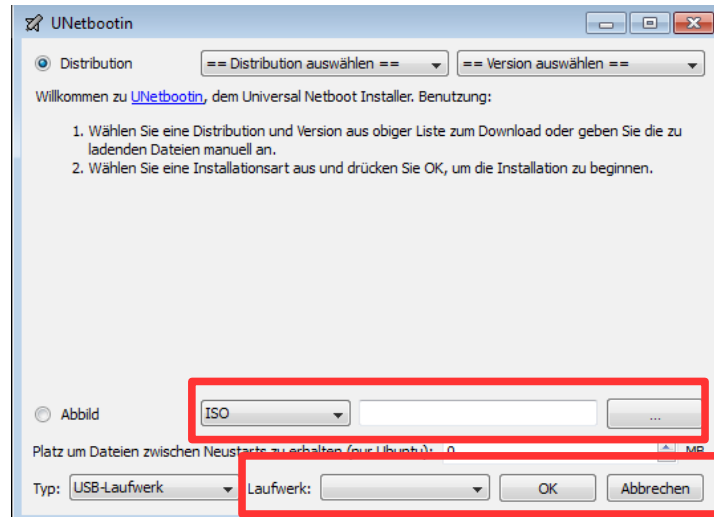 UNetbootin
Distribution == Distribution auswählen == == Version auswählen ==
Willkommen zu UNetbootin, dem Universal Netboot Installer. Benutzung:
1. Wählen Sie eine Distribution und Version aus obiger Liste zum Download oder geben Sie die zu
ladenden Dateien manuell an.
2. Wählen Sie eine Installationsart aus und drücken Sie OK, um die Installation zu beginnen.
Abbild ISO ...
Platz um Dateien zwischen Neustarts zu erhalten (nur Ubuntu): 0 MB
Typ: USB-Laufwerk Laufwerk: OK Abbrechen